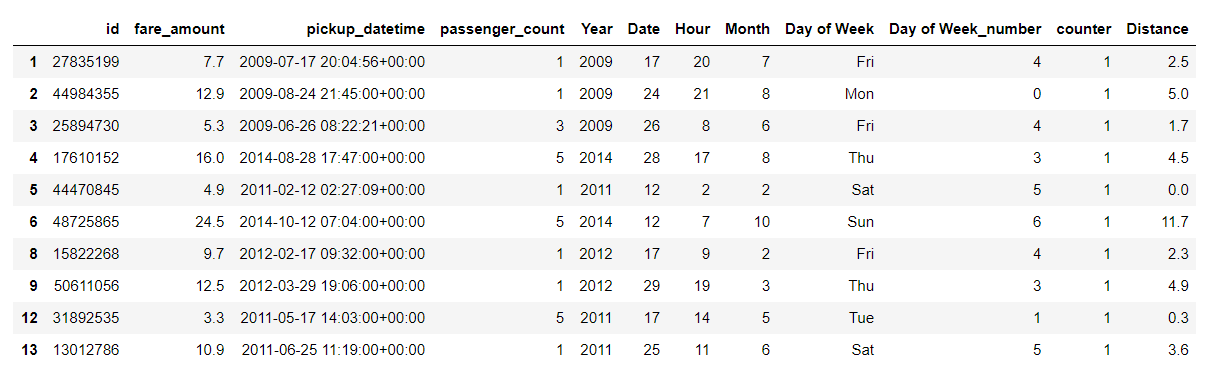 id fare_amount pickup_datetime passenger_count Year Date Hour Month Day of Week Day of Week_number counter Distance
1 27835199 7.7 2009-07-17 20:04:56+00:00 1 2009 17 20 7 Fri 4 1 2.5
2 44984355 12.9 2009-08-24 21:45:00+00:00 1 2009 24 21 8 Mon 0 1 5.0
3 25894730 5.3 2009-06-26 08:22:21+00:00 3 2009 26 8 6 Fri 4 1 1.7
4 17610152 16.0 2014-08-28 17:47:00+00:00 5 2014 28 17 8 Thu 3 1 4.5
5 44470845 4.9 2011-02-12 02:27:09+00:00 1 2011 12 2 2 Sat 5 1 0.0
6 48725865 24.5 2014-10-12 07:04:00+00:00 5 2014 12 7 10 Sun 6 1 11.7
8 15822268 9.7 2012-02-17 09:32:00+00:00 1 2012 17 9 2 Fri 4 1 2.3
9 50611056 12.5 2012-03-29 19:06:00+00:00 1 2012 29 19 3 Thu 3 1 4.9
12 31892535 3.3 2011-05-17 14:03:00+00:00 5 2011 17 14 5 Tue 1 1 0.3
13 13012786 10.9 2011-06-25 11:19:00+00:00 1 2011 25 11 6 Sat 5 1 3.6